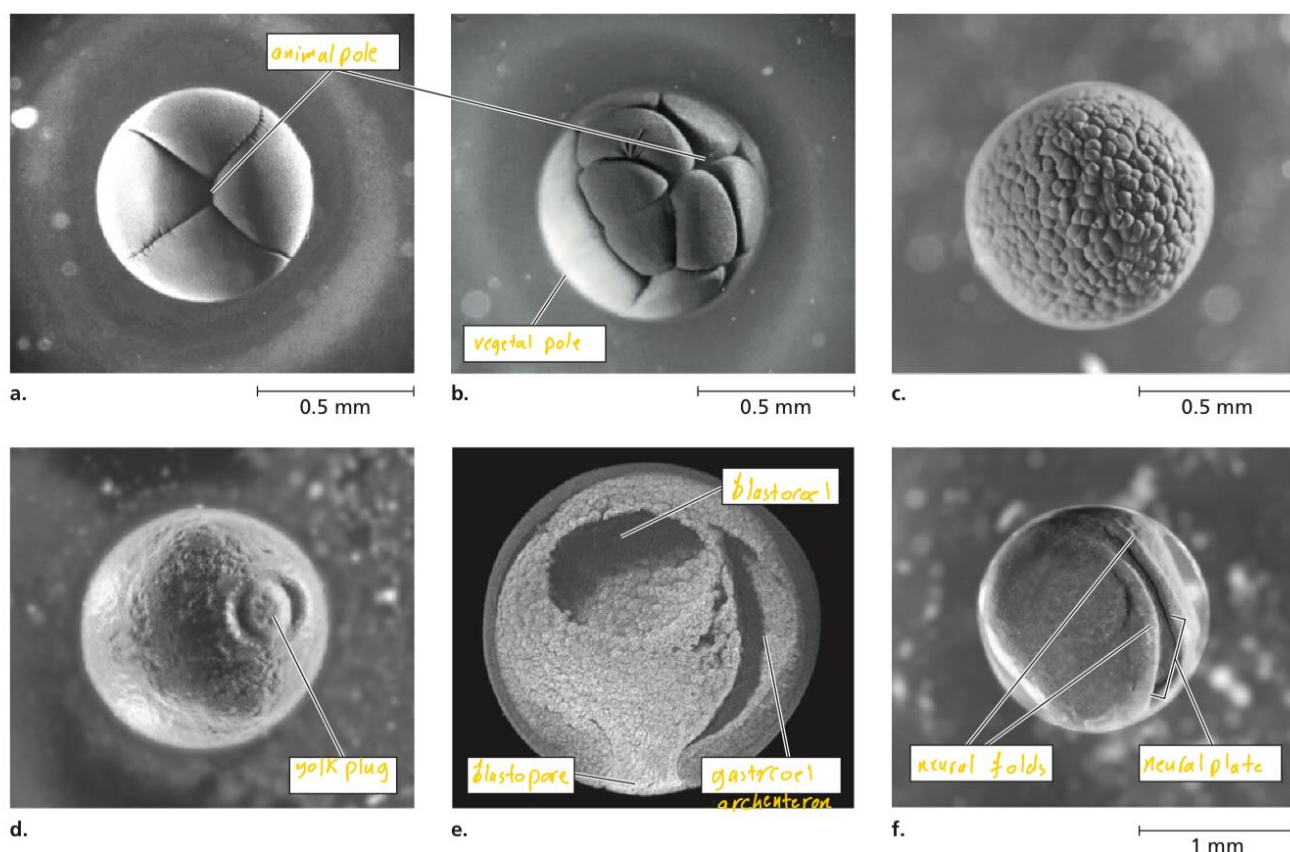 animal pole
vegetal pole
a.
0.5 mm
b.
0.5 mm
c.
0.5 mm
blastocoel
yolk plug
blastopore
gastrcoel
archenteron
neural folds
neural plate
d.
e.
f.
1 mm